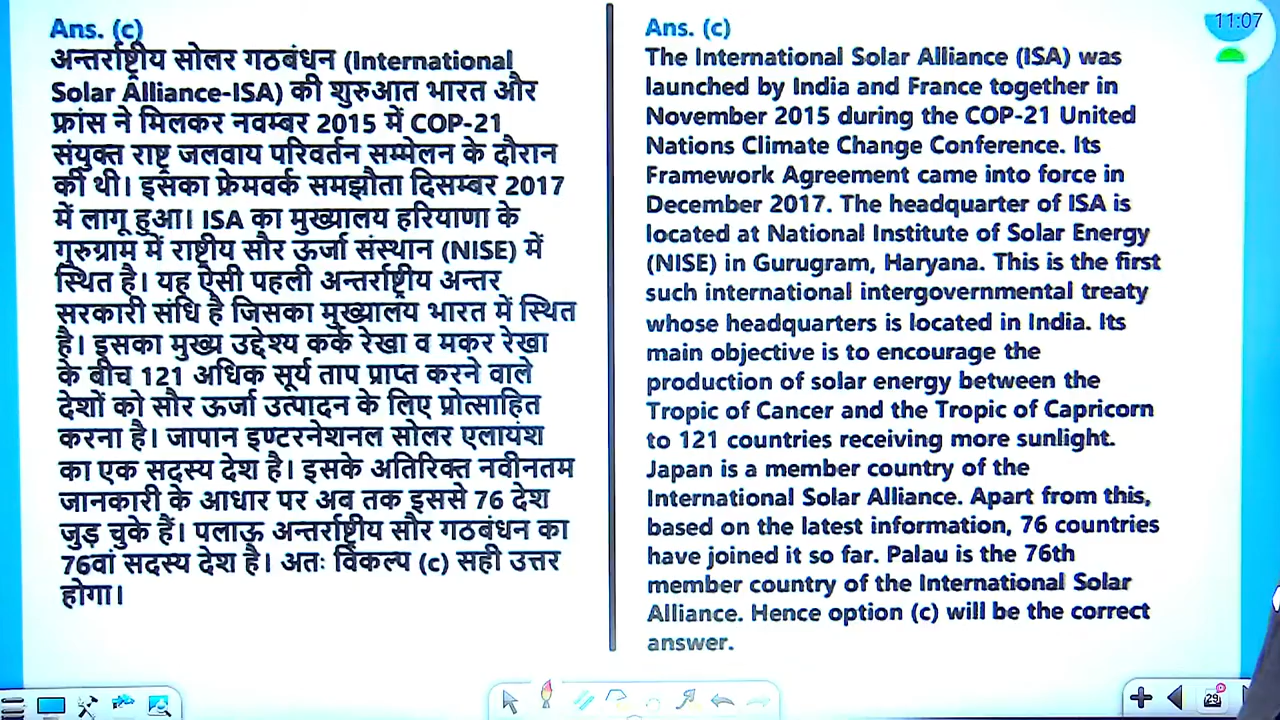 Ans. (c)
अन्तर्राष्ट्रीय सोलर गठबंधन (International
Solar Alliance-ISA) की शुरुआत भारत और
फ्रांस ने मिलकर नवम्बर 2015 में COP-21
संयुक्त राष्ट्र जलवाय परिवर्तन सम्मेलन के दौरान
की थी। इसका फ्रेमवर्क समझौता दिसम्बर 2017
में लागू हुआ। ISA का मुख्यालय हरियाणा के
गुरुग्राम में राष्ट्रीय सौर ऊर्जा संस्थान (NISE) में
स्थित है। यह ऐसी पहली अन्तर्राष्ट्रीय अन्तर
सरकारी संधि है जिसका मुख्यालय भारत में स्थित
है। इसका मुख्य उद्देश्य कर्क रेखा व मकर रेखा
के बीच 121 अधिक सूर्य ताप प्राप्त करने वाले
देशों को सौर ऊर्जा उत्पादन के लिए प्रोत्साहित
करना है। जापान इण्टरनेशनल सोलर एलायंश
का एक सदस्य देश है। इसके अतिरिक्त नवीनतम
जानकारी के आधार पर अब तक इससे 76 देश
जुड़ चुके हैं। पलाऊ अन्तर्राष्ट्रीय सौर गठबंधन का
76वां सदस्य देश है। अतः विकल्प (c) सही उत्तर
होगा।
Ans. (c)
The International Solar Alliance (ISA) was
launched by India and France together in
November 2015 during the COP-21 United
Nations Climate Change Conference. Its
Framework Agreement came into force in
December 2017. The headquarter of ISA is
located at National Institute of Solar Energy
(NISE) in Gurugram, Haryana. This is the first
such international intergovernmental treaty
whose headquarters is located in India. Its
main objective is to encourage the
production of solar energy between the
Tropic of Cancer and the Tropic of Capricorn
to 121 countries receiving more sunlight.
Japan is a member country of the
International Solar Alliance. Apart from this,
based on the latest information, 76 countries
have joined it so far. Palau is the 76th
member country of the International Solar
Alliance. Hence option (c) will be the correct
answer.
11:07
29